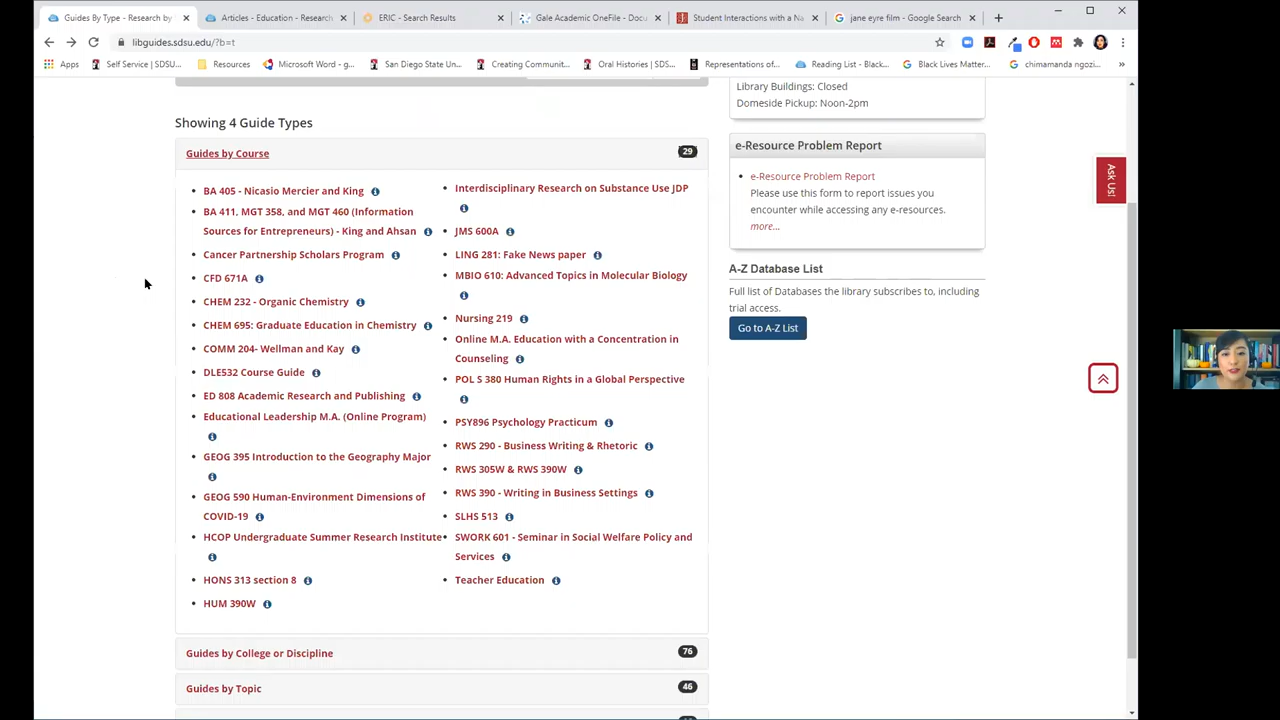 Guides by Type - Research by
Articles - Education - Research
ERIC - Search Results
Gale Academic OneFile - Docu
Student Interactions with a Na
jane eyre film - Google Search
libguides.sdsu.edu/?b=t
Apps
Self Service | SDSU...
Resources
Microsoft Word - g...
San Diego State Un...
Creating Communit...
Oral Histories | SDS...
Representations of...
Reading List - Black...
Black Lives Matter...
chimamanda ngozi...
»
Library Buildings: Closed
Domeside Pickup: Noon-2pm
Showing 4 Guide Types
Guides by Course
29
BA 405 - Nicasio Mercier and King
BA 411, MGT 358, and MGT 460 (Information
Sources for Entrepreneurs) - King and Ahsan
Cancer Partnership Scholars Program
CFD 671A
CHEM 232 - Organic Chemistry
CHEM 695: Graduate Education in Chemistry
COMM 204- Wellman and Kay
DLE532 Course Guide
ED 808 Academic Research and Publishing
Educational Leadership M.A. (Online Program)
GEOG 395 Introduction to the Geography Major
GEOG 590 Human-Environment Dimensions of
COVID-19
HCOP Undergraduate Summer Research Institute
HONS 313 section 8
HUM 390W
Interdisciplinary Research on Substance Use JDP
JMS 600A
LING 281: Fake News paper
MBIO 610: Advanced Topics in Molecular Biology
Nursing 219
Online M.A. Education with a Concentration in
Counseling
POL S 380 Human Rights in a Global Perspective
PSY896 Psychology Practicum
RWS 290 - Business Writing & Rhetoric
RWS 305W & RWS 390W
RWS 390 - Writing in Business Settings
SLHS 513
SWORK 601 - Seminar in Social Welfare Policy and
Services
Teacher Education
Guides by College or Discipline
76
Guides by Topic
46
e-Resource Problem Report
e-Resource Problem Report
Please use this form to report issues you
encounter while accessing any e-resources.
more...
A-Z Database List
Full list of Databases the library subscribes to, including
trial access.
Go to A-Z List
Ask Us!